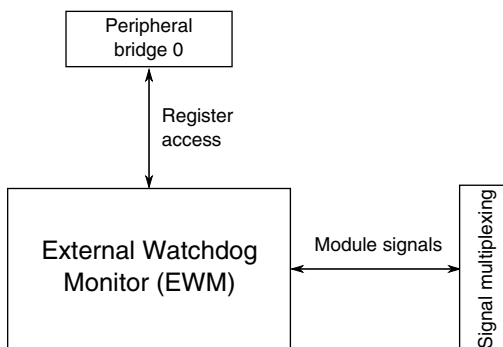 Peripheral
bridge 0
Register
access
External Watchdog
Monitor (EWM)
Module signals
Signal multiplexing